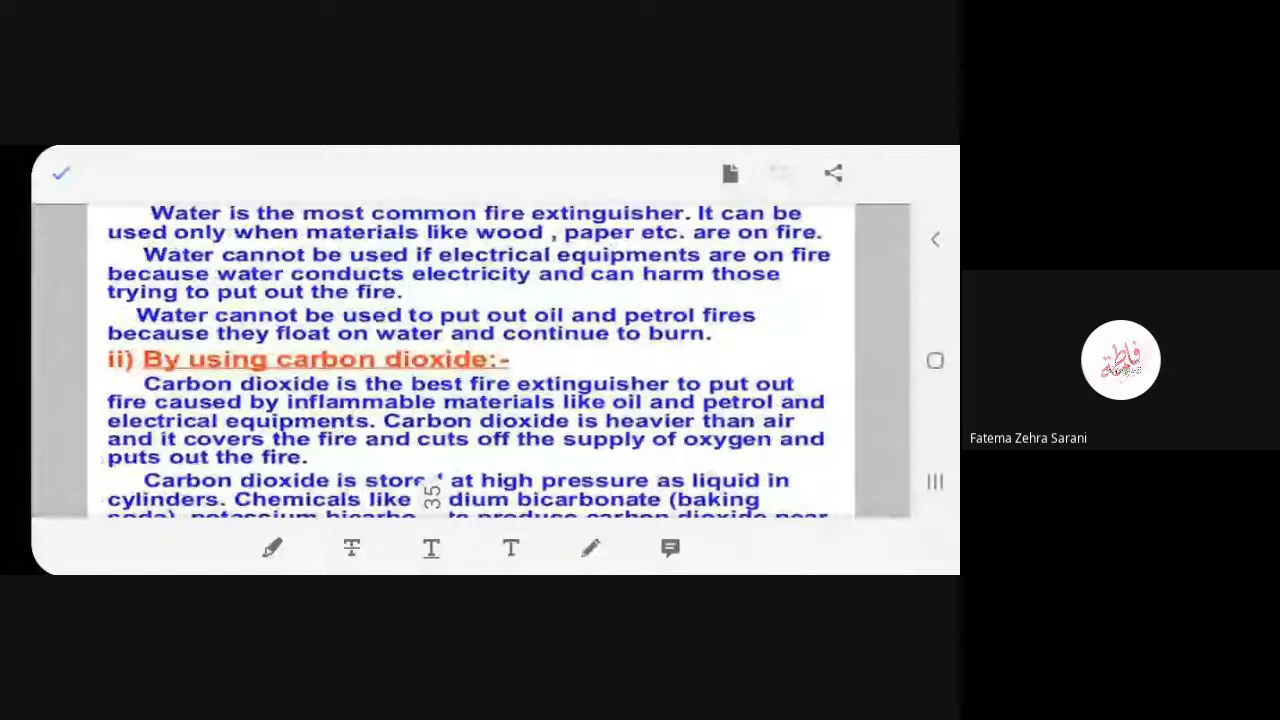 Water is the most common fire extinguisher. It can be
used only when materials like wood , paper etc. are on fire.
Water cannot be used if electrical equipments are on fire
because water conducts electricity and can harm those
trying to put out the fire.
Water cannot be used to put out oil and petrol fires
because they float on water and continue to burn.
ii) By using carbon dioxide:-
Carbon dioxide is the best fire extinguisher to put out
fire caused by inflammable materials like oil and petrol and
electrical equipments. Carbon dioxide is heavier than air
and it covers the fire and cuts off the supply of oxygen and
puts out the fire.
Carbon dioxide is at high pressure as liquid in
cylinders. Chemicals like bicarbonate (baking
35
T T T
Fatema Zehra Sarani
فاطمة